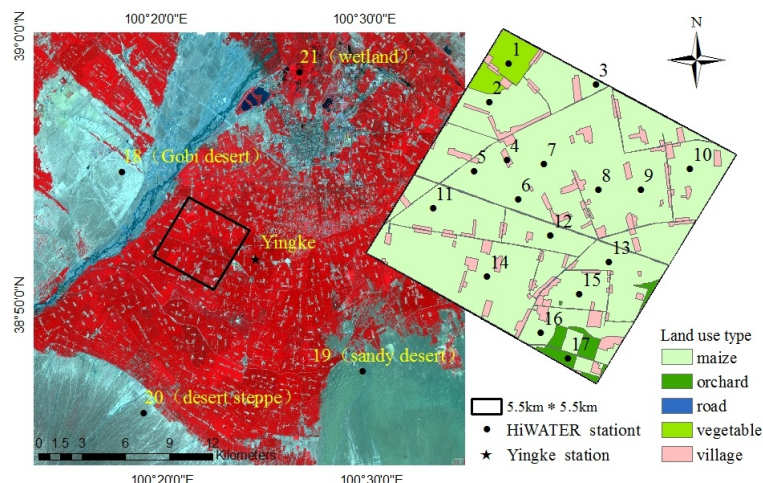 100°20'0"E 100°30'0"E
39°0'0"N
38°50'0"N
21（wetland）
18（Gobi desert）
Yingke
19（sandy desert）
20（desert steppe）
0 1.5 3 6 9 12
Kilometers
100°20'0"E 100°30'0"E
N
1
2
3
4
5
6
7
8
9
10
11
12
13
14
15
16
17
Land use type
maize
orchard
road
vegetable
village
5.5km * 5.5km
HiWATER stationt
Yingke station